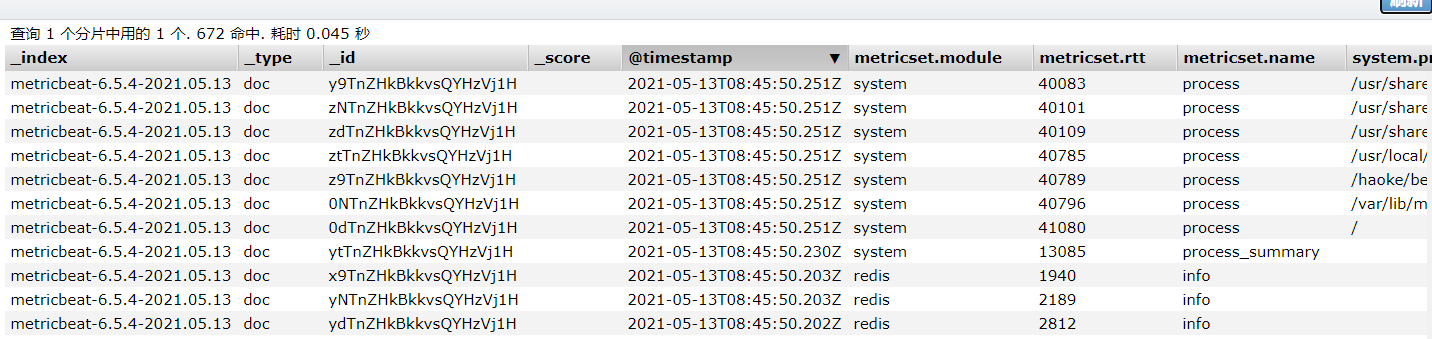 刷新
查询 1 个分片中用的 1 个. 672 命中. 耗时 0.045 秒
_index _type _id _score @timestamp ▼ metricset.module metricset.rtt metricset.name system.pr
metricbeat-6.5.4-2021.05.13 doc y9TnZHkBkkvsQYHzVj1H 2021-05-13T08:45:50.251Z system 40083 process /usr/share
metricbeat-6.5.4-2021.05.13 doc zNTnZHkBkkvsQYHzVj1H 2021-05-13T08:45:50.251Z system 40101 process /usr/share
metricbeat-6.5.4-2021.05.13 doc zdTnZHkBkkvsQYHzVj1H 2021-05-13T08:45:50.251Z system 40109 process /usr/share
metricbeat-6.5.4-2021.05.13 doc ztTnZHkBkkvsQYHzVj1H 2021-05-13T08:45:50.251Z system 40785 process /usr/local/
metricbeat-6.5.4-2021.05.13 doc z9TnZHkBkkvsQYHzVj1H 2021-05-13T08:45:50.251Z system 40789 process /haoke/be
metricbeat-6.5.4-2021.05.13 doc 0NTnZHkBkkvsQYHzVj1H 2021-05-13T08:45:50.251Z system 40796 process /var/lib/m
metricbeat-6.5.4-2021.05.13 doc 0dTnZHkBkkvsQYHzVj1H 2021-05-13T08:45:50.251Z system 41080 process /
metricbeat-6.5.4-2021.05.13 doc ytTnZHkBkkvsQYHzVj1H 2021-05-13T08:45:50.230Z system 13085 process_summary
metricbeat-6.5.4-2021.05.13 doc x9TnZHkBkkvsQYHzVj1H 2021-05-13T08:45:50.203Z redis 1940 info
metricbeat-6.5.4-2021.05.13 doc yNTnZHkBkkvsQYHzVj1H 2021-05-13T08:45:50.203Z redis 2189 info
metricbeat-6.5.4-2021.05.13 doc ydTnZHkBkkvsQYHzVj1H 2021-05-13T08:45:50.202Z redis 2812 info